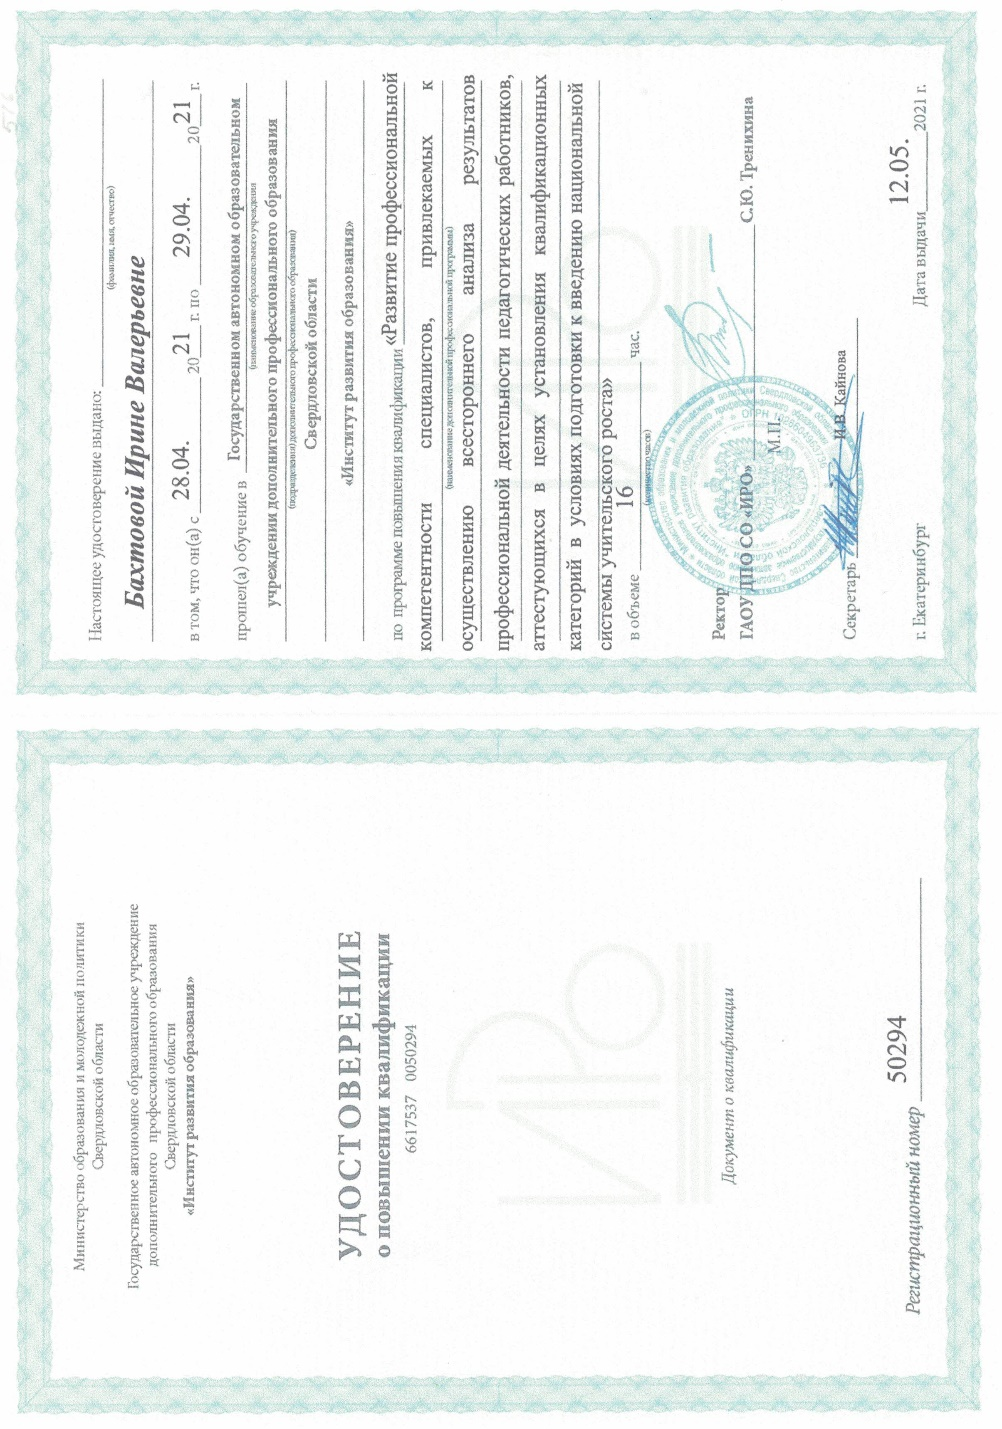 Министерство образования и молодежной политики
Свердловской области
Государственное автономное образовательное учреждение
дополнительного профессионального образования
Свердловской области
«Институт развития образования»
УДОСТОВЕРЕНИЕ
о повышении квалификации
6617537 0050294
Документ о квалификации
Регистрационный номер 50294
Настоящее удостоверение выдано:
(фамилия, имя, отчество)
Бахтовой Ирине Валерьевне
в том, что он(а) с 28.04. 2021 г. по 29.04. 2021 г.
прошел(а) обучение в Государственном автономном образовательном
(наименование образовательного учреждения
учреждении дополнительного профессионального образования
(подразделения) дополнительного профессионального образования)
Свердловской области
«Институт развития образования»
по программе повышения квалификации «Развитие профессиональной
компетентности специалистов, привлекаемых к
(наименование дополнительной профессиональной программы)
осуществлению всестороннего анализа результатов
профессиональной деятельности педагогических работников,
аттестующихся в целях установления квалификационных
категорий в условиях подготовки к введению национальной
системы учительского роста»
в объеме 16 час.
(количество часов)
Ректор
ГАОУ ДПО СО «ИРО» С.Ю. Тренихина
М.П.
Секретарь И.В. Кайнова
г. Екатеринбург Дата выдачи 12.05. 2021 г.